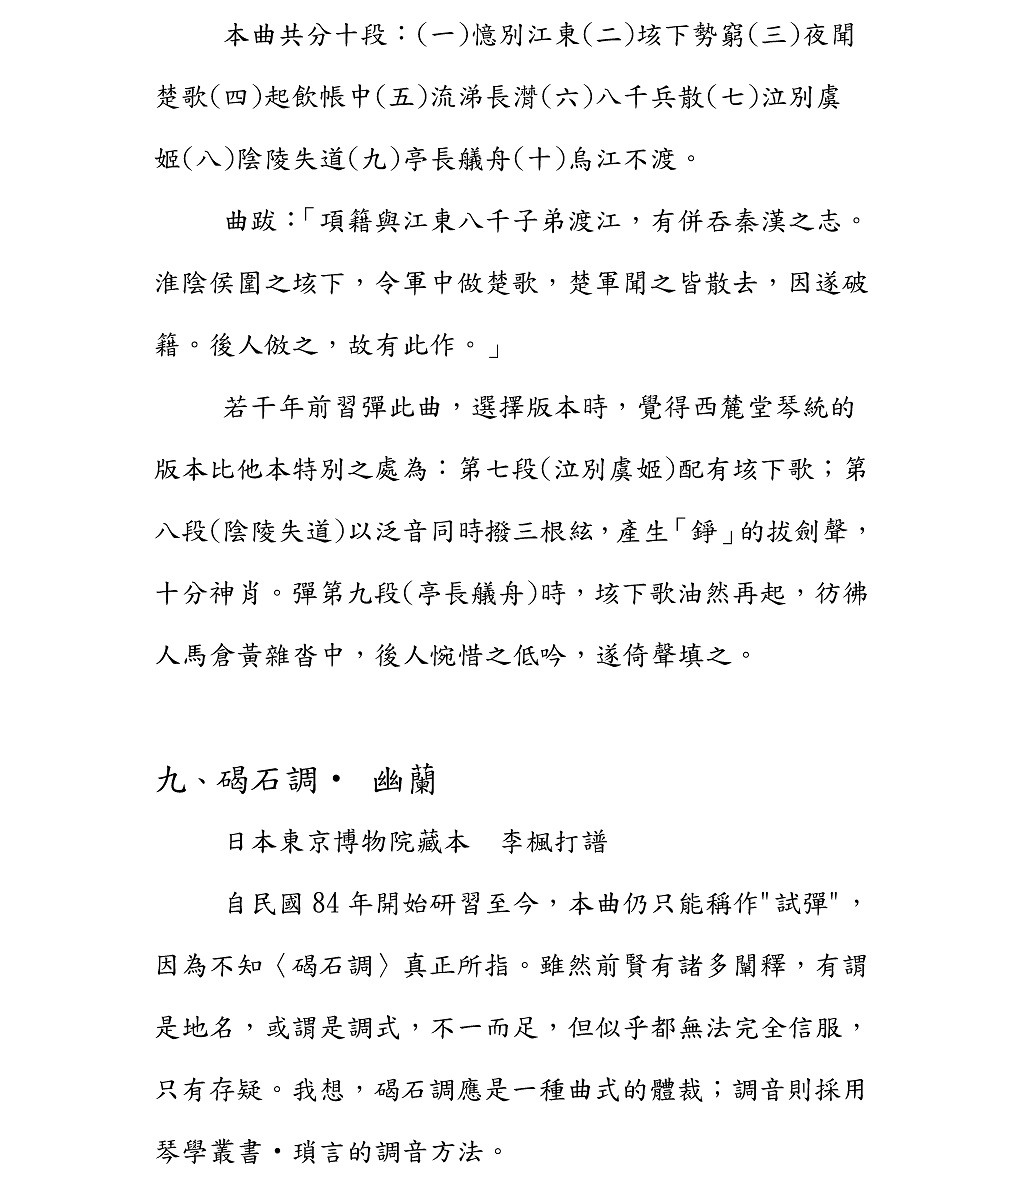 本曲共分十段：(一)憶別江東(二)垓下勢窮(三)夜聞
楚歌(四)起飲帳中(五)流涕長潸(六)八千兵散(七)泣別虞
姬(八)陰陵失道(九)亭長艤舟(十)烏江不渡。
曲跋：「項籍與江東八千子弟渡江，有併吞秦漢之志。
淮陰侯圍之垓下，令軍中做楚歌，楚軍聞之皆散去，因遂破
籍。後人倣之，故有此作。」
若干年前習彈此曲，選擇版本時，覺得西麓堂琴統的
版本比他本特別之處為：第七段(泣別虞姬)配有垓下歌；第
八段(陰陵失道)以泛音同時撥三根絃，產生「錚」的拔劍聲，
十分神肖。彈第九段(亭長艤舟)時，垓下歌油然再起，彷彿
人馬倉黃雜沓中，後人惋惜之低吟，遂倚聲填之。
九、碣石調‧ 幽蘭
日本東京博物院藏本　李楓打譜
自民國 84 年開始研習至今，本曲仍只能稱作"試彈"，
因為不知〈碣石調〉真正所指。雖然前賢有諸多闡釋，有謂
是地名，或謂是調式，不一而足，但似乎都無法完全信服，
只有存疑。我想，碣石調應是一種曲式的體裁；調音則採用
琴學叢書‧瑣言的調音方法。